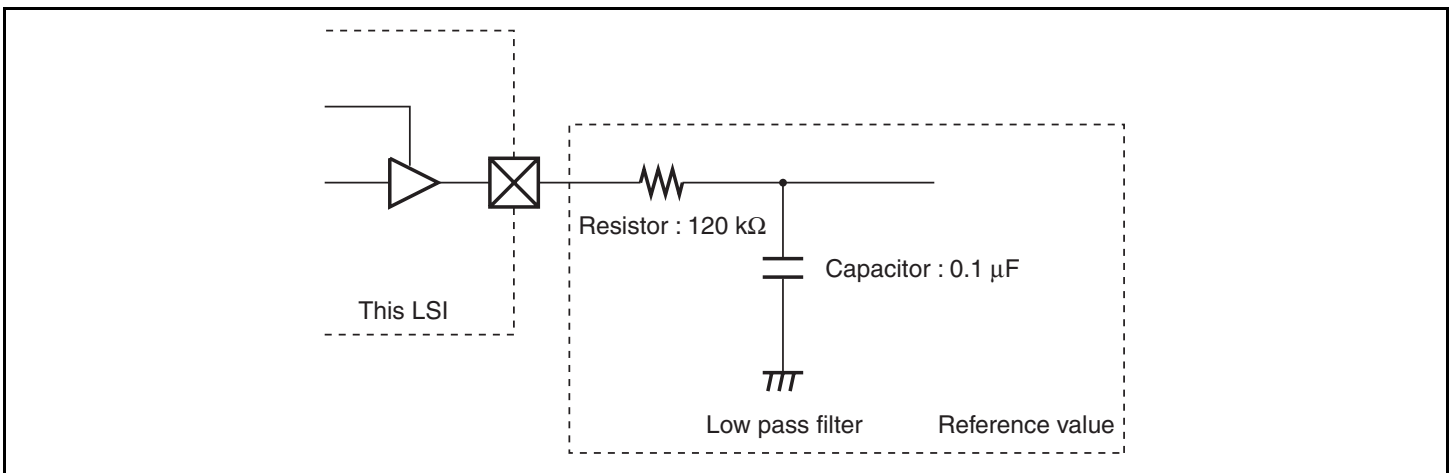 Resistor : 120 kΩ
Capacitor : 0.1 μF
This LSI
Low pass filter
Reference value